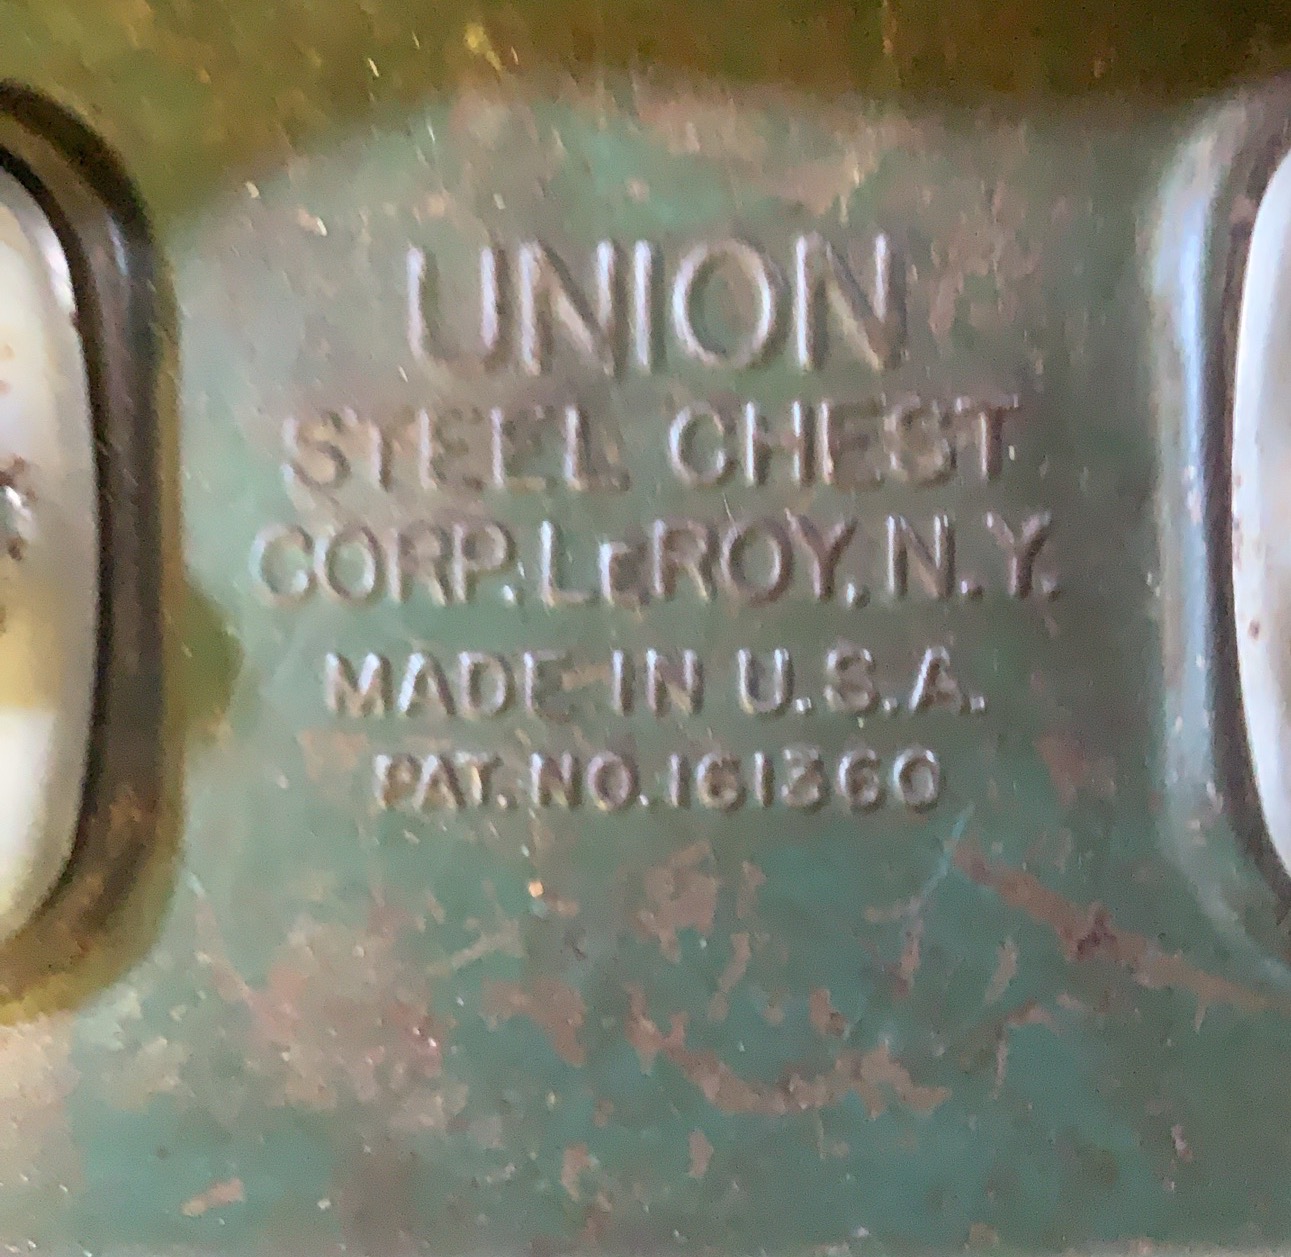 UNION
STEEL CHEST
CORP. LeROY, N.Y.
MADE IN U.S.A.
PAT. NO. 161360